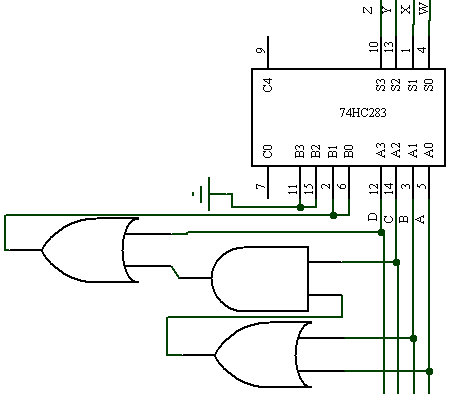 Z Y X W
9 10 13 1 4
C4 S3 S2 S1 S0
74HC283
C0 B3 B2 B1 B0 A3 A2 A1 A0
7 11 15 2 6 12 14 3 5
D C B A